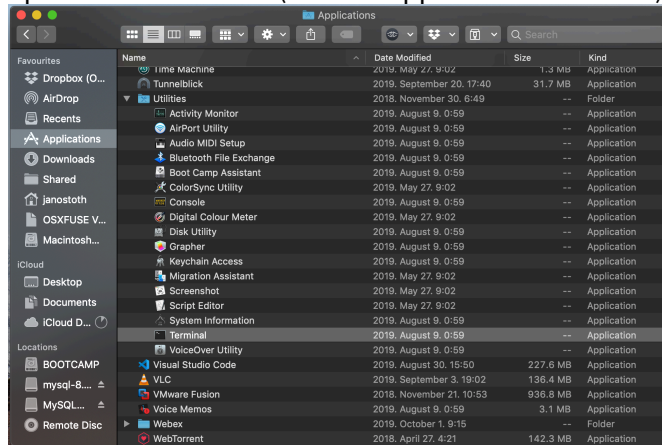 Applications
Search
Favourites
Dropbox (O...
AirDrop
Recents
Applications
Downloads
Shared
janostoth
OSXFUSE V...
Macintosh...
iCloud
Desktop
Documents
iCloud D...
Locations
BOOTCAMP
mysql-8....
MySQL...
Remote Disc
Name Date Modified Size Kind
Time Machine 2019. May 27. 9:02 1.3 MB Application
Tunnelblick 2019. September 20. 17:40 31.7 MB Application
Utilities 2018. November 30. 6:49 -- Folder
Activity Monitor 2019. August 9. 0:59 -- Application
AirPort Utility 2019. August 9. 0:59 -- Application
Audio MIDI Setup 2019. August 9. 0:59 -- Application
Bluetooth File Exchange 2019. August 9. 0:59 -- Application
Boot Camp Assistant 2019. August 9. 0:59 -- Application
ColorSync Utility 2019. May 27. 9:02 -- Application
Console 2019. August 9. 0:59 -- Application
Digital Colour Meter 2019. May 27. 9:02 -- Application
Disk Utility 2019. August 9. 0:59 -- Application
Grapher 2019. August 9. 0:59 -- Application
Keychain Access 2019. August 9. 0:59 -- Application
Migration Assistant 2019. May 27. 9:02 -- Application
Screenshot 2019. May 27. 9:02 -- Application
Script Editor 2019. May 27. 9:02 -- Application
System Information 2019. August 9. 0:59 -- Application
Terminal 2019. August 9. 0:59 -- Application
VoiceOver Utility 2019. August 9. 0:59 -- Application
Visual Studio Code 2019. August 30. 15:50 227.6 MB Application
VLC 2019. September 3. 19:02 136.4 MB Application
VMware Fusion 2018. November 21. 10:53 936.8 MB Application
Voice Memos 2019. August 9. 0:59 3.1 MB Application
Webex 2019. October 1. 9:15 -- Folder
WebTorrent 2018. April 27. 4:21 142.3 MB Application